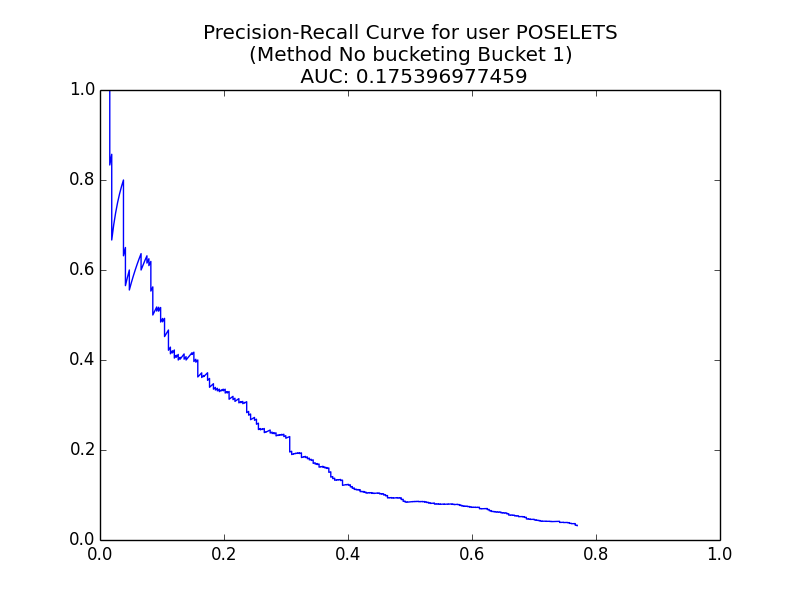 Precision-Recall Curve for user POSELETS
(Method No bucketing Bucket 1)
AUC: 0.175396977459
1.0
0.8
0.6
0.4
0.2
0.0
0.0 0.2 0.4 0.6 0.8 1.0